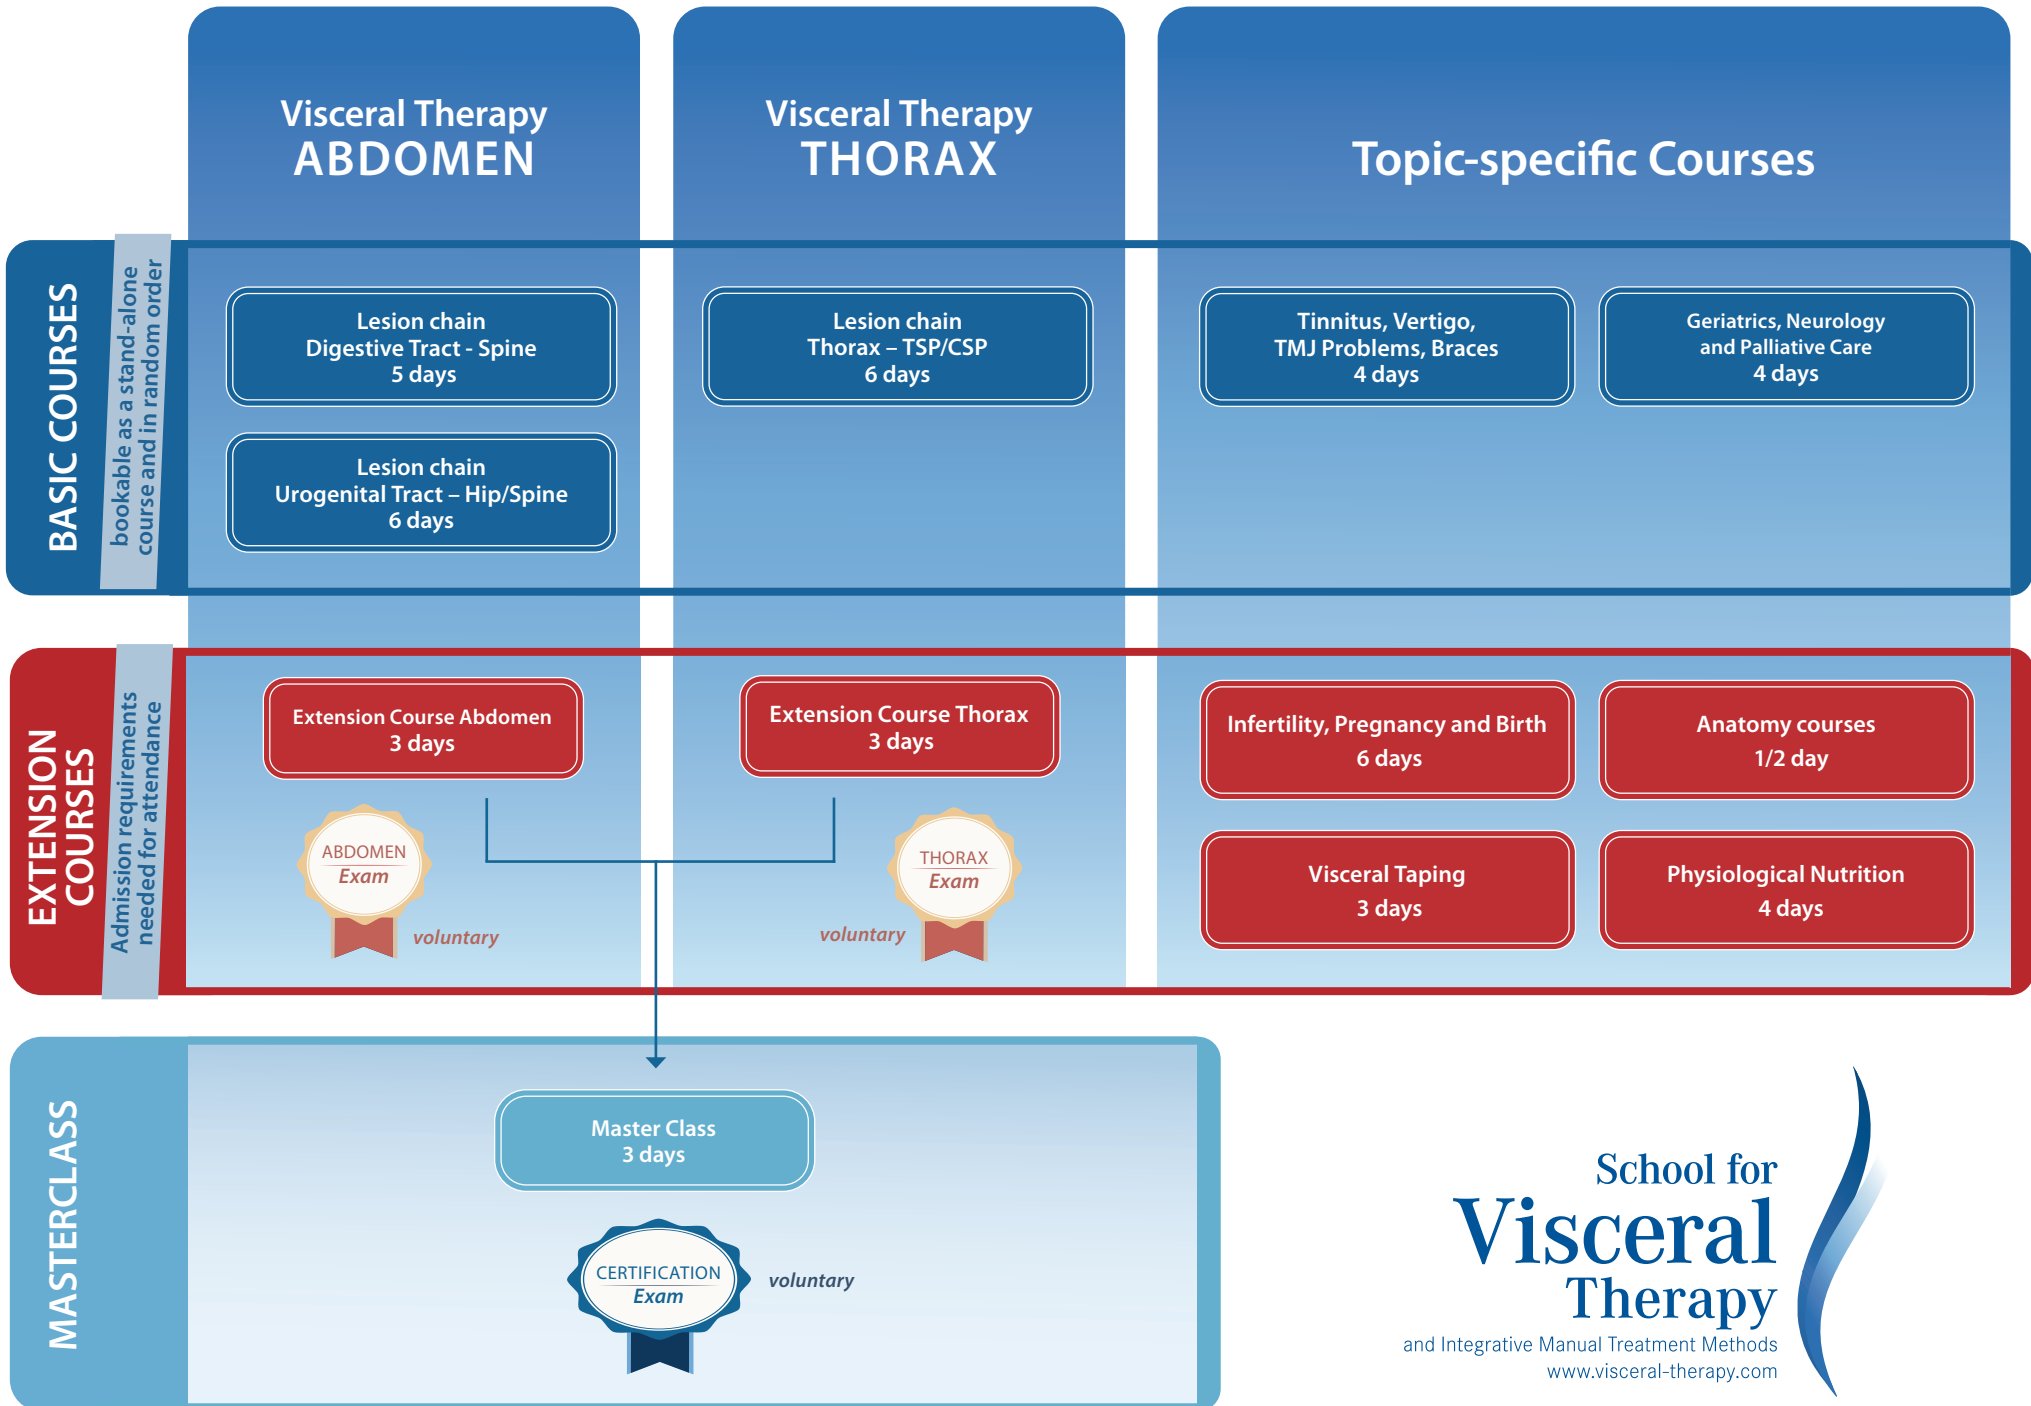 Visceral Therapy
ABDOMEN
Visceral Therapy
THORAX
Topic-specific Courses
BASIC COURSES
bookable as a stand-alone
course and in random order
Lesion chain
Digestive Tract - Spine
5 days
Lesion chain
Urogenital Tract – Hip/Spine
6 days
Lesion chain
Thorax – TSP/CSP
6 days
Tinnitus, Vertigo,
TMJ Problems, Braces
4 days
Geriatrics, Neurology
and Palliative Care
4 days
EXTENSION
COURSES
Admission requirements
needed for attendance
Extension Course Abdomen
3 days
ABDOMEN
Exam
voluntary
Extension Course Thorax
3 days
THORAX
Exam
voluntary
Infertility, Pregnancy and Birth
6 days
Anatomy courses
1/2 day
Visceral Taping
3 days
Physiological Nutrition
4 days
MASTERCLASS
Master Class
3 days
CERTIFICATION
Exam
voluntary
School for
Visceral
Therapy
and Integrative Manual Treatment Methods
www.visceral-therapy.com